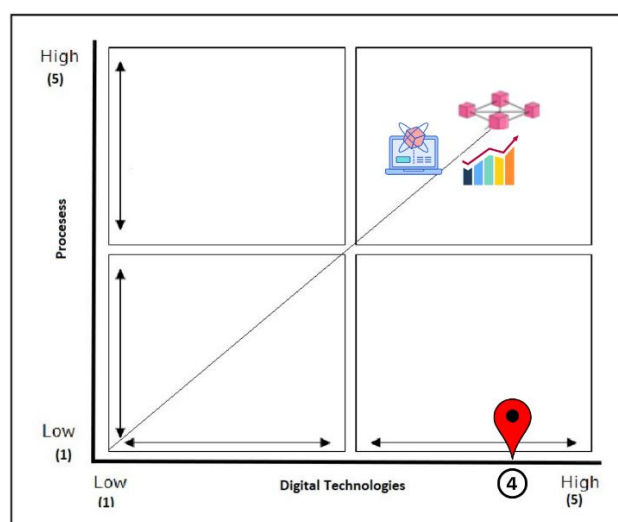 High
(5)
Procesess
Low
(1)
Low
(1)
Digital Technologies
4
High
(5)